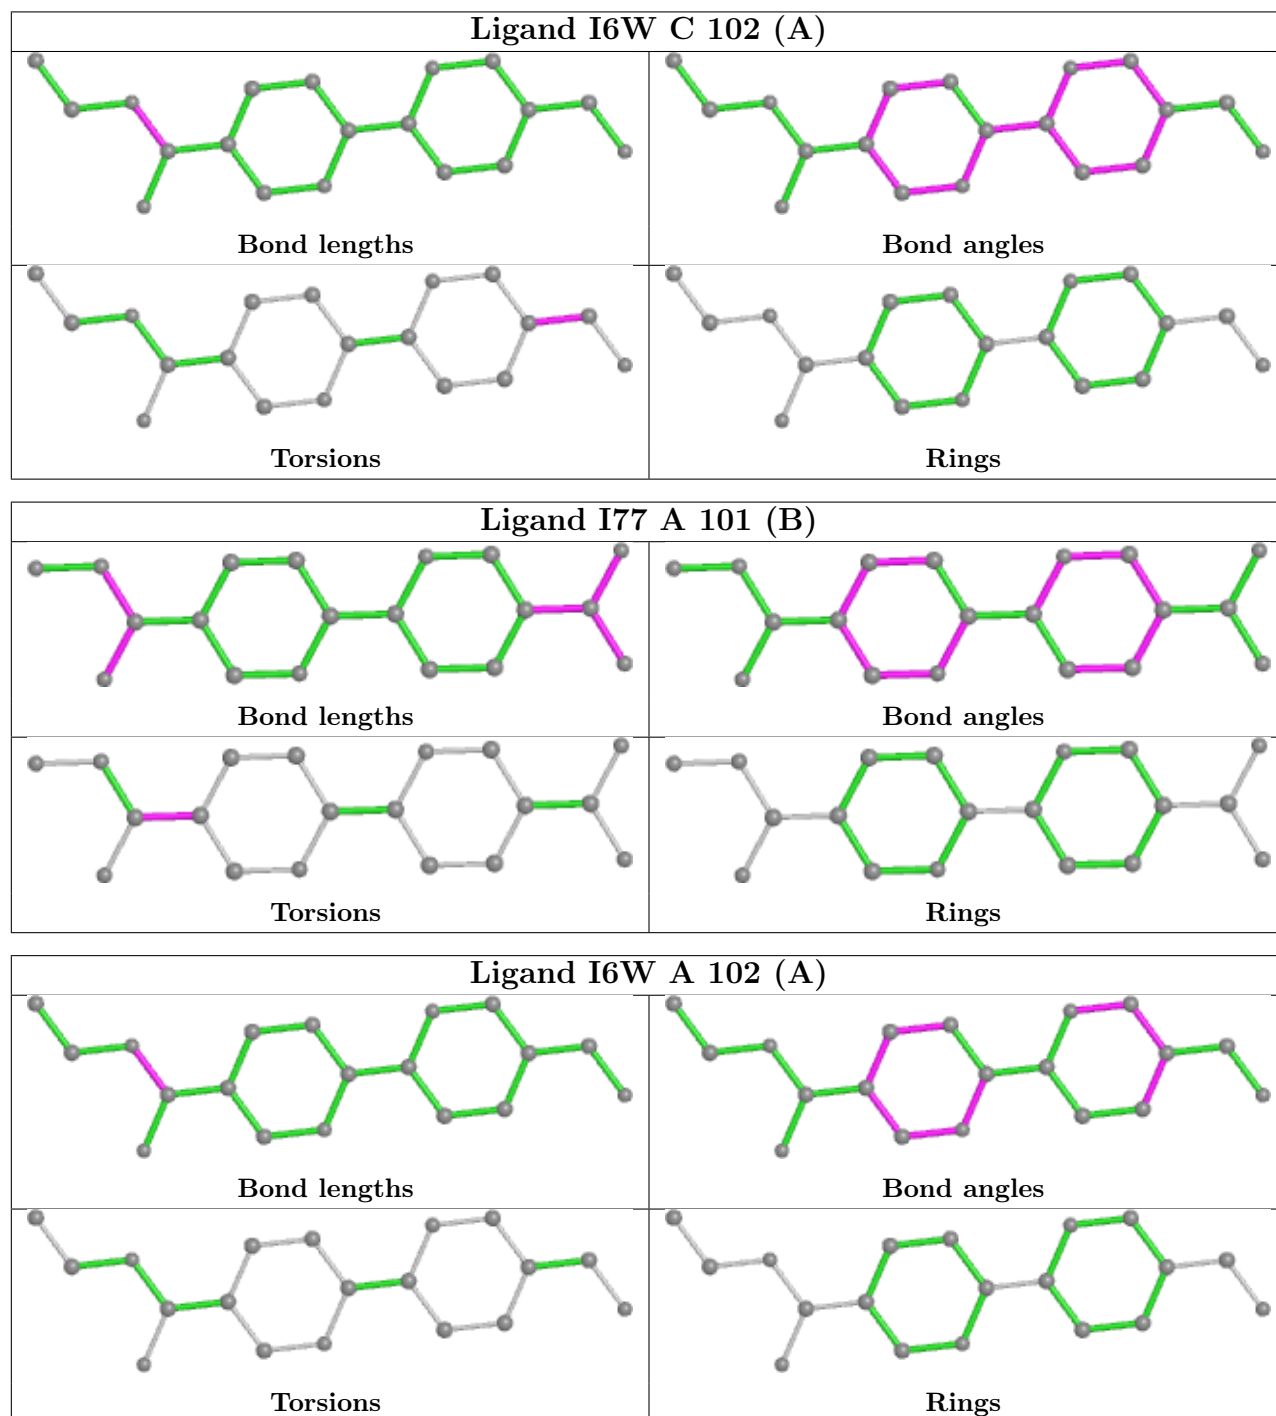 Ligand I6W C 102 (A)
Bond lengths
Bond angles
Torsions
Rings
Ligand I77 A 101 (B)
Bond lengths
Bond angles
Torsions
Rings
Ligand I6W A 102 (A)
Bond lengths
Bond angles
Torsions
Rings